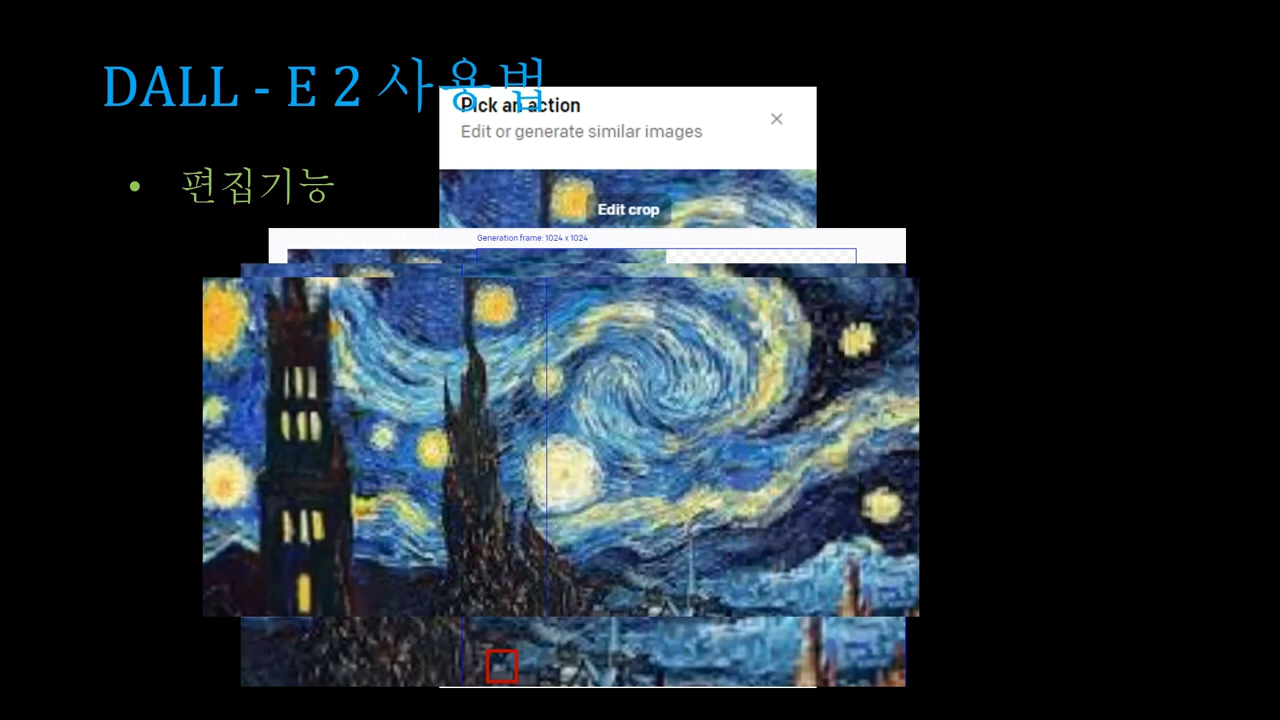 DALL - E 2 사용법
Pick an action
Edit or generate similar images
• 편집기능
Edit crop
Generation frame: 1024 x 1024